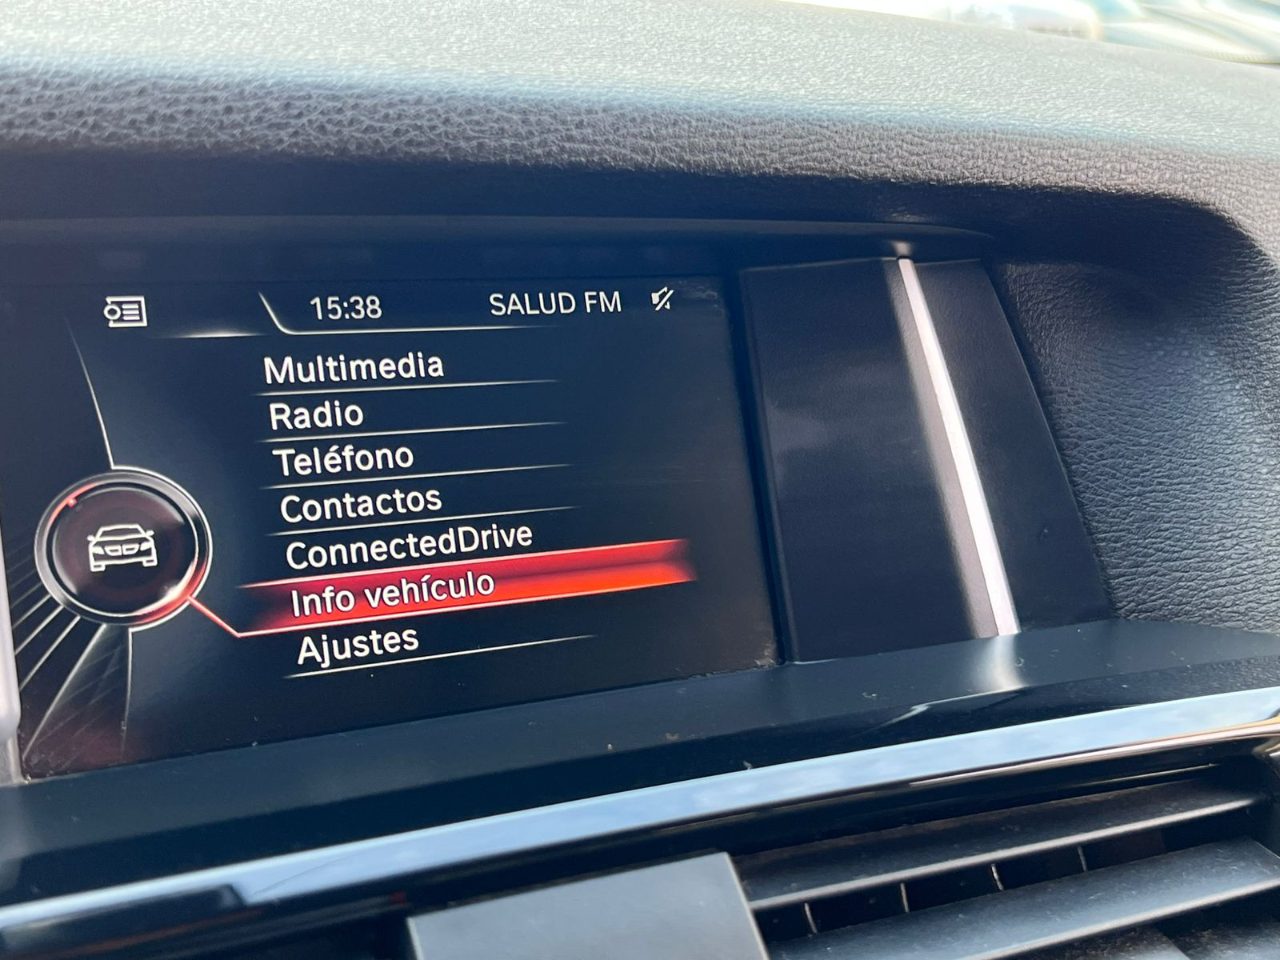 15:38 SALUD FM
Multimedia
Radio
Teléfono
Contactos
ConnectedDrive
Info vehículo
Ajustes